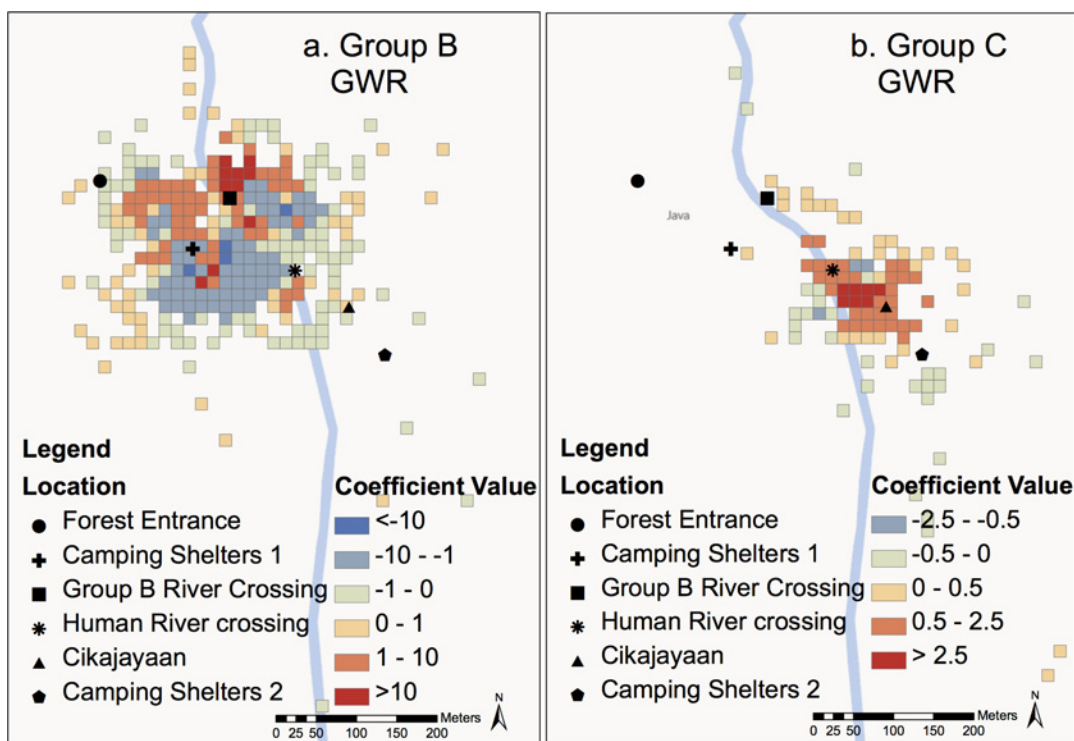 a. Group B
GWR
Legend
Location
Coefficient Value
Forest Entrance
<-10
Camping Shelters 1
-10 - -1
Group B River Crossing
-1 - 0
Human River crossing
0 - 1
Cikajayaan
1 - 10
Camping Shelters 2
>10
N
Meters
0 25 50 100 150 200
b. Group C
GWR
Java
Legend
Location
Coefficient Value
Forest Entrance
-2.5 - -0.5
Camping Shelters 1
-0.5 - 0
Group B River Crossing
0 - 0.5
Human River crossing
0.5 - 2.5
Cikajayaan
> 2.5
Camping Shelters 2
N
Meters
0 25 50 100 150 200